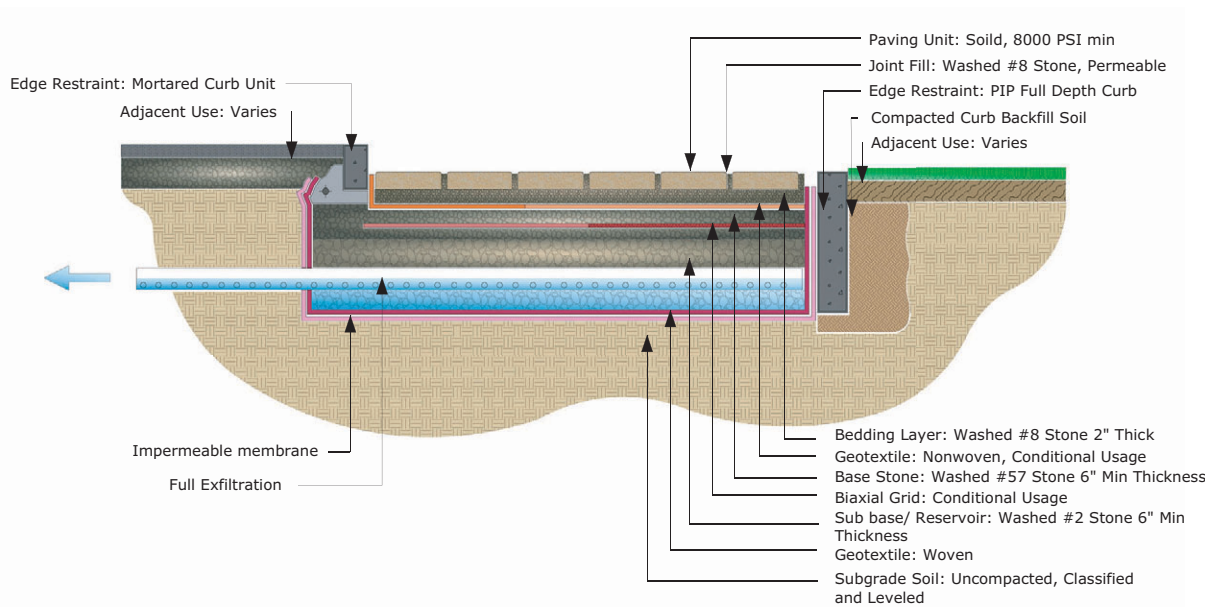 Paving Unit: Soild, 8000 PSI min
Joint Fill: Washed #8 Stone, Permeable
Edge Restraint: Mortared Curb Unit
Edge Restraint: PIP Full Depth Curb
Adjacent Use: Varies
Compacted Curb Backfill Soil
Adjacent Use: Varies
Impermeable membrane
Full Exfiltration
Bedding Layer: Washed #8 Stone 2" Thick
Geotextile: Nonwoven, Conditional Usage
Base Stone: Washed #57 Stone 6" Min Thickness
Biaxial Grid: Conditional Usage
Sub base/ Reservoir: Washed #2 Stone 6" Min
Thickness
Geotextile: Woven
Subgrade Soil: Uncompacted, Classified
and Leveled